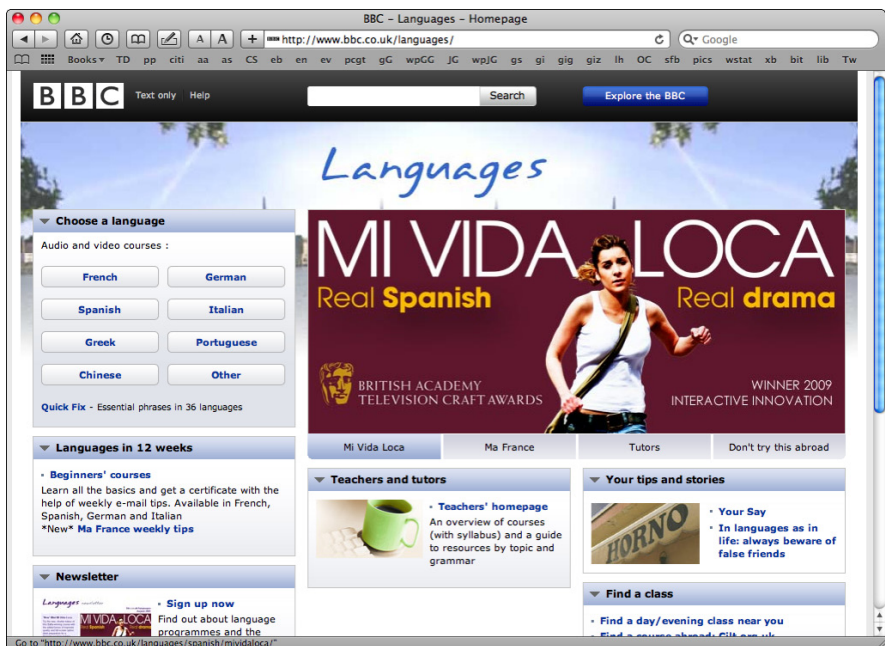 BBC – Languages – Homepage
http://www.bbc.co.uk/languages/
Google
Books TD pp citi aa as CS eb en ev pcgt gG wpGG JG wpJG gs gi gig giz lh OC sfb pics wstat xb bit lib Tw
BBC Text only Help Search Explore the BBC
Languages
Choose a language
Audio and video courses :
French German
Spanish Italian
Greek Portuguese
Chinese Other
Quick Fix - Essential phrases in 36 languages
MI VIDA LOCA
Real Spanish Real drama
BRITISH ACADEMY
TELEVISION CRAFT AWARDS
WINNER 2009
INTERACTIVE INNOVATION
Mi Vida Loca Ma France Tutors Don't try this abroad
Languages in 12 weeks
Beginners' courses
Learn all the basics and get a certificate with the
help of weekly e-mail tips. Available in French,
Spanish, German and Italian
*New* Ma France weekly tips
Teachers and tutors
Teachers' homepage
An overview of courses
(with syllabus) and a guide
to resources by topic and
grammar
Your tips and stories
HORNO
Your Say
In languages as in
life: always beware of
false friends
Newsletter
Languages
MI VIDA LOCA
Sign up now
Find out about language
programmes and the
Find a class
Find a day/evening class near you
Find a course abroad: Cilt.org.uk
Go to "http://www.bbc.co.uk/languages/spanish/mividaloca/"